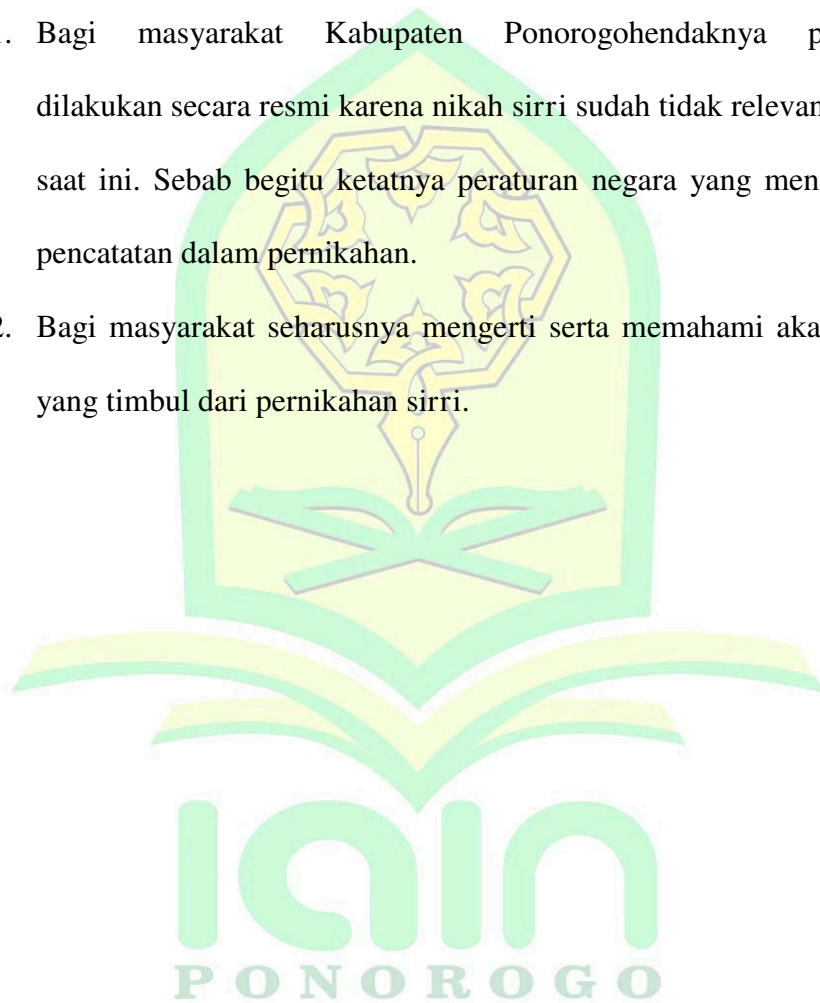 1. Bagi masyarakat Kabupaten Ponorogohendaknya
dilakukan secara resmi karena nikah sirri sudah tidak relevan
saat ini. Sebab begitu ketatnya peraturan negara yang
pencatatan dalam pernikahan.
2. Bagi masyarakat seharusnya mengerti serta memahami
yang timbul dari pernikahan sirri.
IAIN
PONOROGO